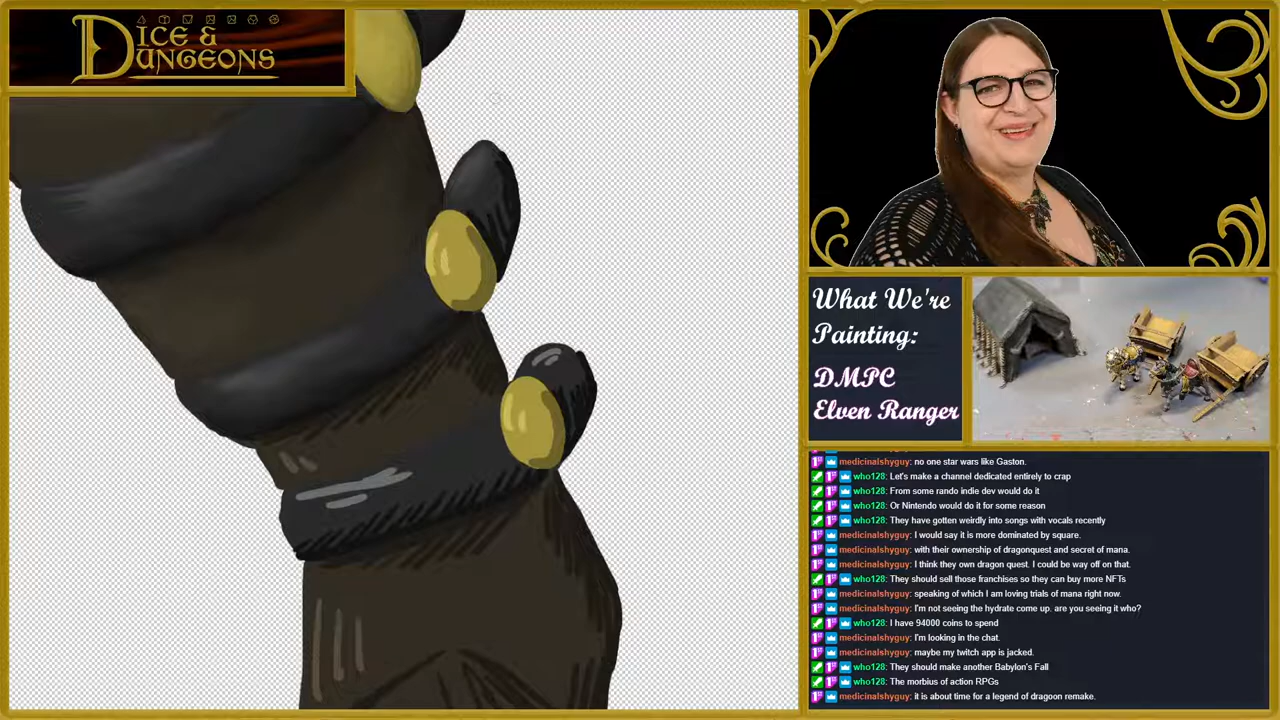 DICE &
DUNGEONS
What We're
Painting:
DMPC
Elven Ranger
medicinalshyguy: no one star wars like Gaston.
who128: Let's make a channel dedicated entirely to crap
who128: From some rando indie dev would do it
who128: Or Nintendo would do it for some reason
who128: They have gotten weirdly into songs with vocals recently
medicinalshyguy: I would say it is more dominated by square.
medicinalshyguy: with their ownership of dragonquest and secret of mana.
medicinalshyguy: I think they own dragon quest. I could be way off on that.
who128: They should sell those franchises so they can buy more NFTs
medicinalshyguy: speaking of which I am loving trials of mana right now.
medicinalshyguy: I'm not seeing the hydrate come up. are you seeing it who?
who128: I have 94000 coins to spend
medicinalshyguy: I'm looking in the chat.
medicinalshyguy: maybe my twitch app is jacked.
who128: They should make another Babylon's Fall
who128: The morbius of action RPGs
medicinalshyguy: it is about time for a legend of dragoon remake.